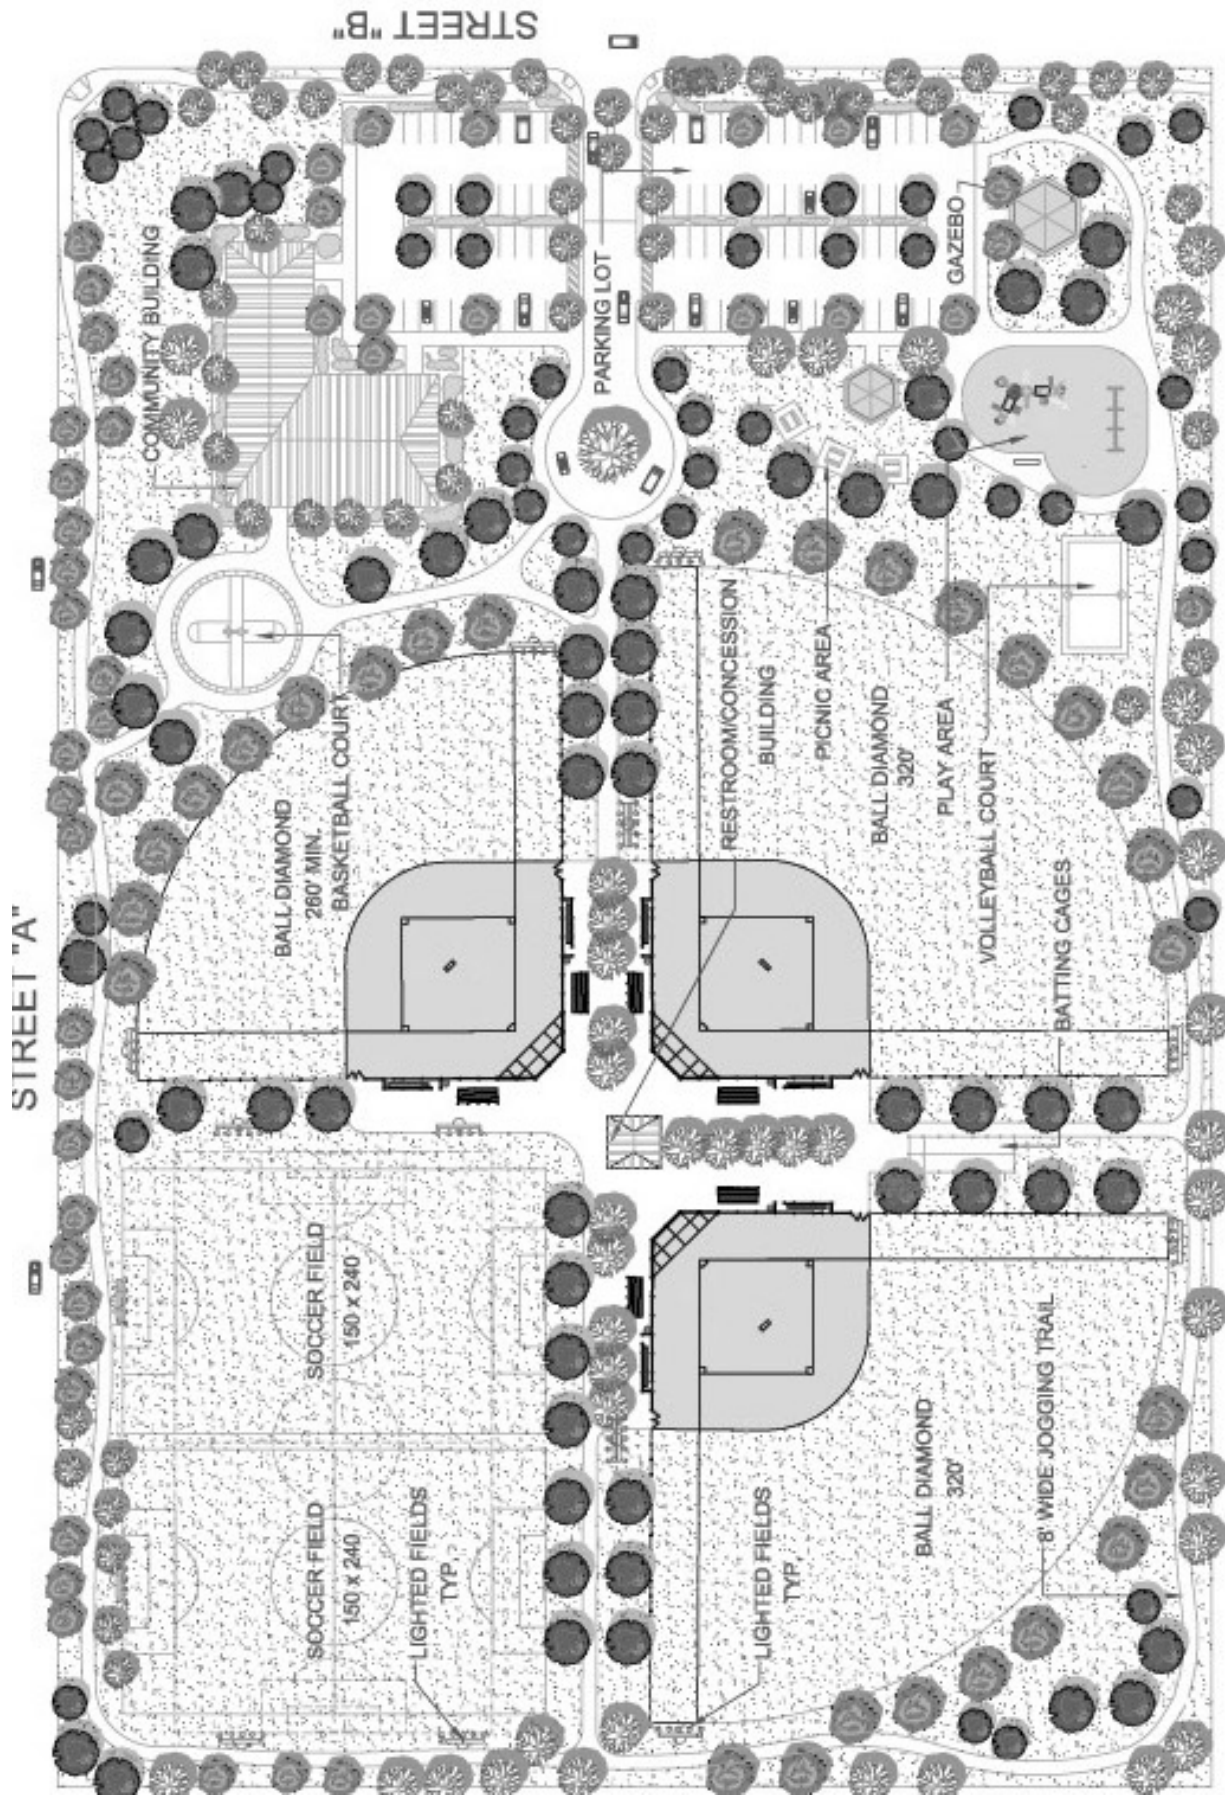 STREET "B"
STREET "A"
COMMUNITY BUILDING
PARKING LOT
GAZEBO
BALL DIAMOND
260' MIN.
BASKETBALL COURT
RESTROOM/CONCESSION
BUILDING
PICNIC AREA
BALL DIAMOND
320'
PLAY AREA
VOLLEYBALL COURT
BATTING CAGES
SOCCER FIELD
150 x 240
SOCCER FIELD
150 x 240
LIGHTED FIELDS
TYP.
LIGHTED FIELDS
TYP.
BALL DIAMOND
320'
8' WIDE JOGGING TRAIL